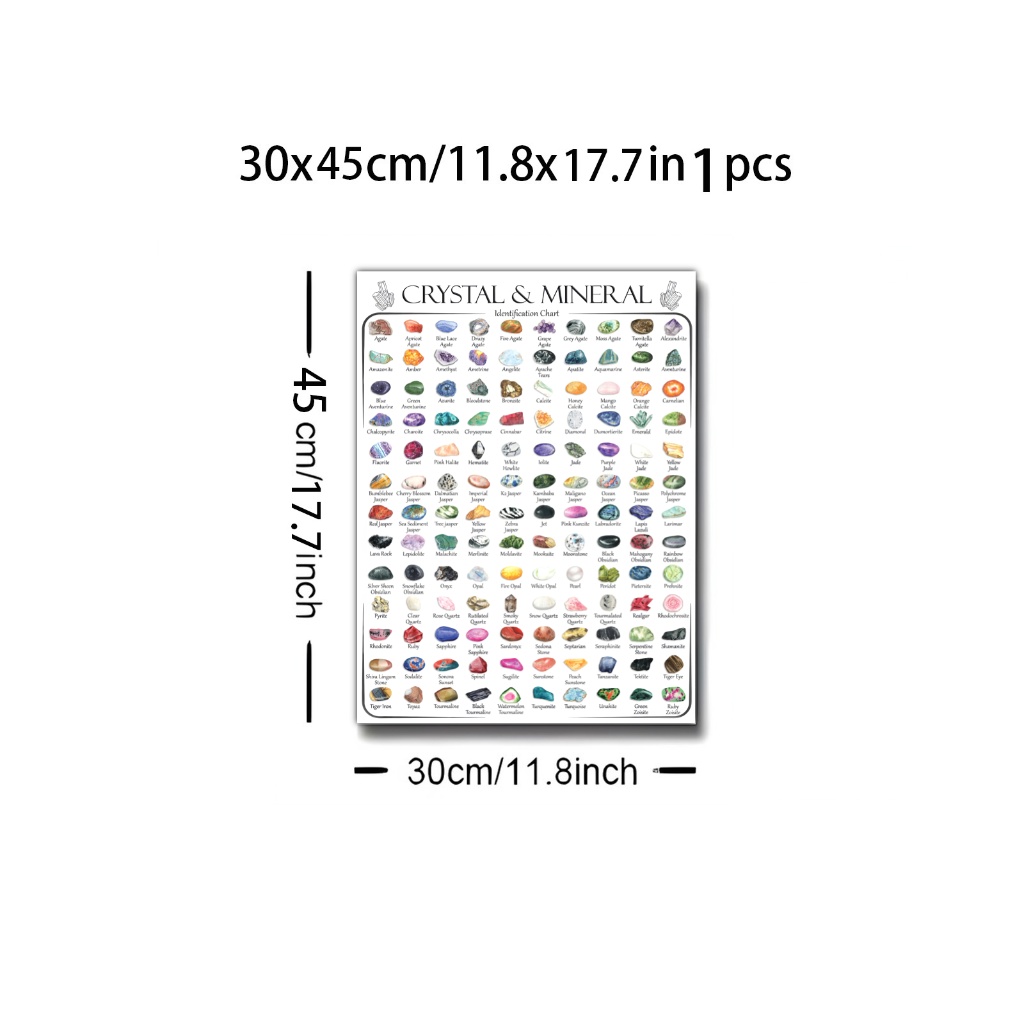 30x45cm/11.8x17.7in 1 pcs
CRYSTAL & MINERAL
Identification Chart
Agate Apricot Agate Blue Lace Agate Druzy Agate Fire Agate Grape Agate Grey Agate Moss Agate Turritella Agate Alexandrite
Amazonite Amber Amethyst Ametrine Angelite Apache Tears Apatite Aquamarine Asterite Aventurine
Blue Aventurine Green Aventurine Azurite Bloodstone Bronzite Calcite Honey Calcite Mango Calcite Orange Calcite Carnelian
Chalcopyrite Charoite Chrysocolla Chrysoprase Cinnabar Citrine Diamond Dumortierite Emerald Epidote
Fluorite Garnet Pink Halite Hematite White Howlite Iolite Jade Purple Jade White Jade Yellow Jade
Bumblebee Jasper Cherry Blossom Jasper Dalmatian Jasper Imperial Jasper K2 Jasper Kambaba Jasper Maligano Jasper Ocean Jasper Picasso Jasper Polychrome Jasper
Red Jasper Sea Sediment Jasper Tree Jasper Yellow Jasper Zebra Jasper Jet Pink Kunzite Labradorite Lapis Lazuli Larimar
Lava Rock Lepidolite Malachite Merlinite Moldavite Mookaite Moonstone Black Obsidian Mahogany Obsidian Rainbow Obsidian
Silver Sheen Obsidian Snowflake Obsidian Onyx Opal Fire Opal White Opal Pearl Peridot Pietersite Prehnite
Pyrite Clear Quartz Rose Quartz Rutilated Quartz Smoky Quartz Snow Quartz Strawberry Quartz Tourmalated Quartz Realgar Rhodochrosite
Rhodonite Ruby Sapphire Pink Sapphire Sardonyx Sedona Stone Septarian Seraphinite Serpentine Stone Shamanite
Shiva Lingam Stone Sodalite Sonora Sunset Spinel Sugilite Sunstone Peach Sunstone Tanzanite Tektite Tiger Eye
Tiger Iron Topaz Tourmaline Black Tourmaline Watermelon Tourmaline Turquonite Turquoise Unakite Green Zoisite Ruby Zoisite
45 cm/17.7inch
30cm/11.8inch